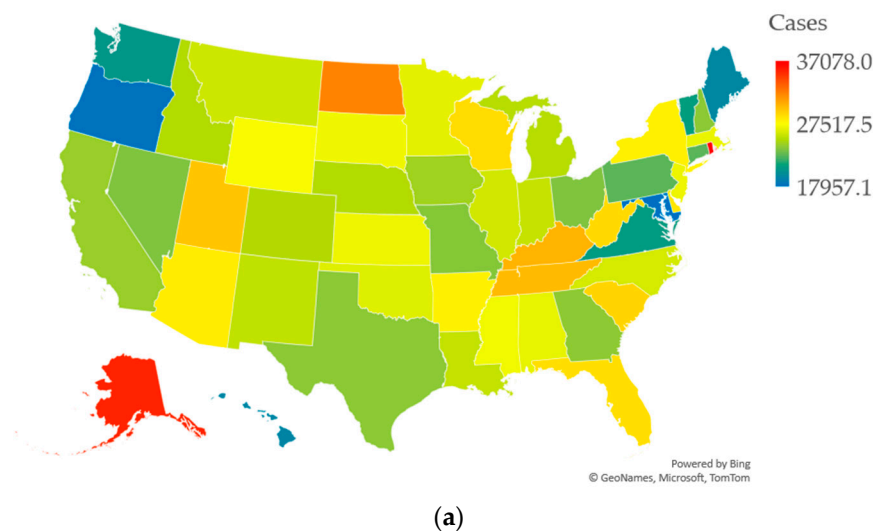 Cases
37078.0
27517.5
17957.1
Powered by Bing
© GeoNames, Microsoft, TomTom
(a)